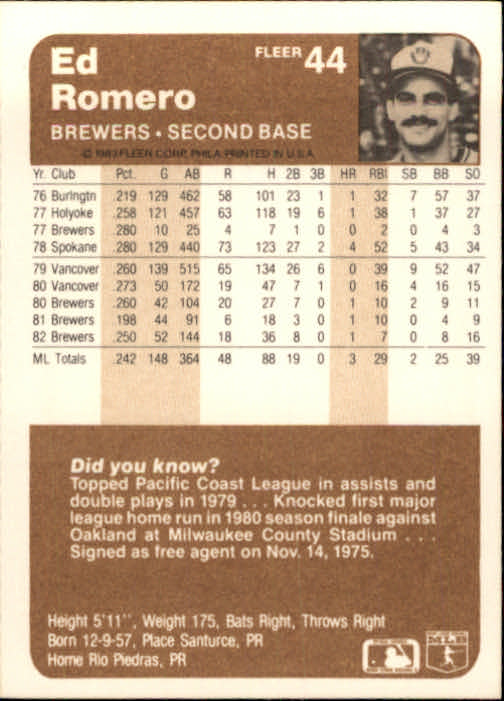 Ed
Romero
FLEER 44
BREWERS • SECOND BASE
© 1983 FLEER CORP. PHILA PRINTED IN U.S.A.
Yr. Club Pct. G AB R H 2B 3B HR RBI SB BB SO
76 Burlngtn .219 129 462 58 101 23 1 1 32 7 57 37
77 Holyoke .258 121 457 63 118 19 6 1 38 1 37 27
77 Brewers .280 10 25 4 7 1 0 0 2 0 4 3
78 Spokane .280 129 440 73 123 27 2 4 52 5 43 34
79 Vancover .260 139 515 65 134 26 6 0 39 9 52 47
80 Vancover .273 50 172 19 47 7 1 0 16 4 16 15
80 Brewers .260 42 104 20 27 7 0 1 10 2 9 11
81 Brewers .198 44 91 6 18 3 0 1 10 0 4 9
82 Brewers .250 52 144 18 36 8 0 1 7 0 8 16
ML Totals .242 148 364 48 88 19 0 3 29 2 25 39
Did you know?
Topped Pacific Coast League in assists and
double plays in 1979 . . . Knocked first major
league home run in 1980 season finale against
Oakland at Milwaukee County Stadium . . .
Signed as free agent on Nov. 14, 1975.
Height 5'11", Weight 175, Bats Right, Throws Right
Born 12-9-57, Place Santurce, PR
Home Rio Piedras, PR